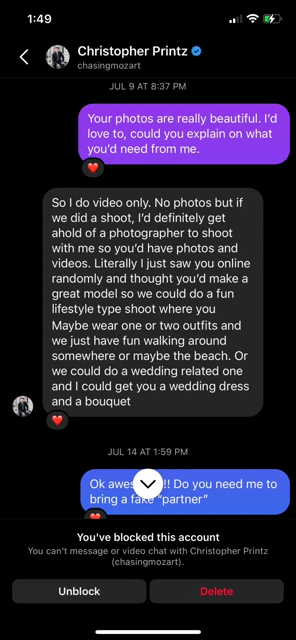 1:49
Christopher Printz
chasingmozart
JUL 9 AT 8:37 PM
Your photos are really beautiful. I'd
love to, could you explain on what
you'd need from me.
So I do video only. No photos but if
we did a shoot, I'd definitely get
ahold of a photographer to shoot
with me so you'd have photos and
videos. Literally I just saw you online
randomly and thought you'd make a
great model so we could do a fun
lifestyle type shoot where you
Maybe wear one or two outfits and
we just have fun walking around
somewhere or maybe the beach. Or
we could do a wedding related one
and I could get you a wedding dress
and a bouquet
JUL 14 AT 1:59 PM
Ok !! Do you need me to
bring a fake "partner"
You've blocked this account
You can't message or video chat with Christopher Printz
(chasingmozart).
Unblock
Delete